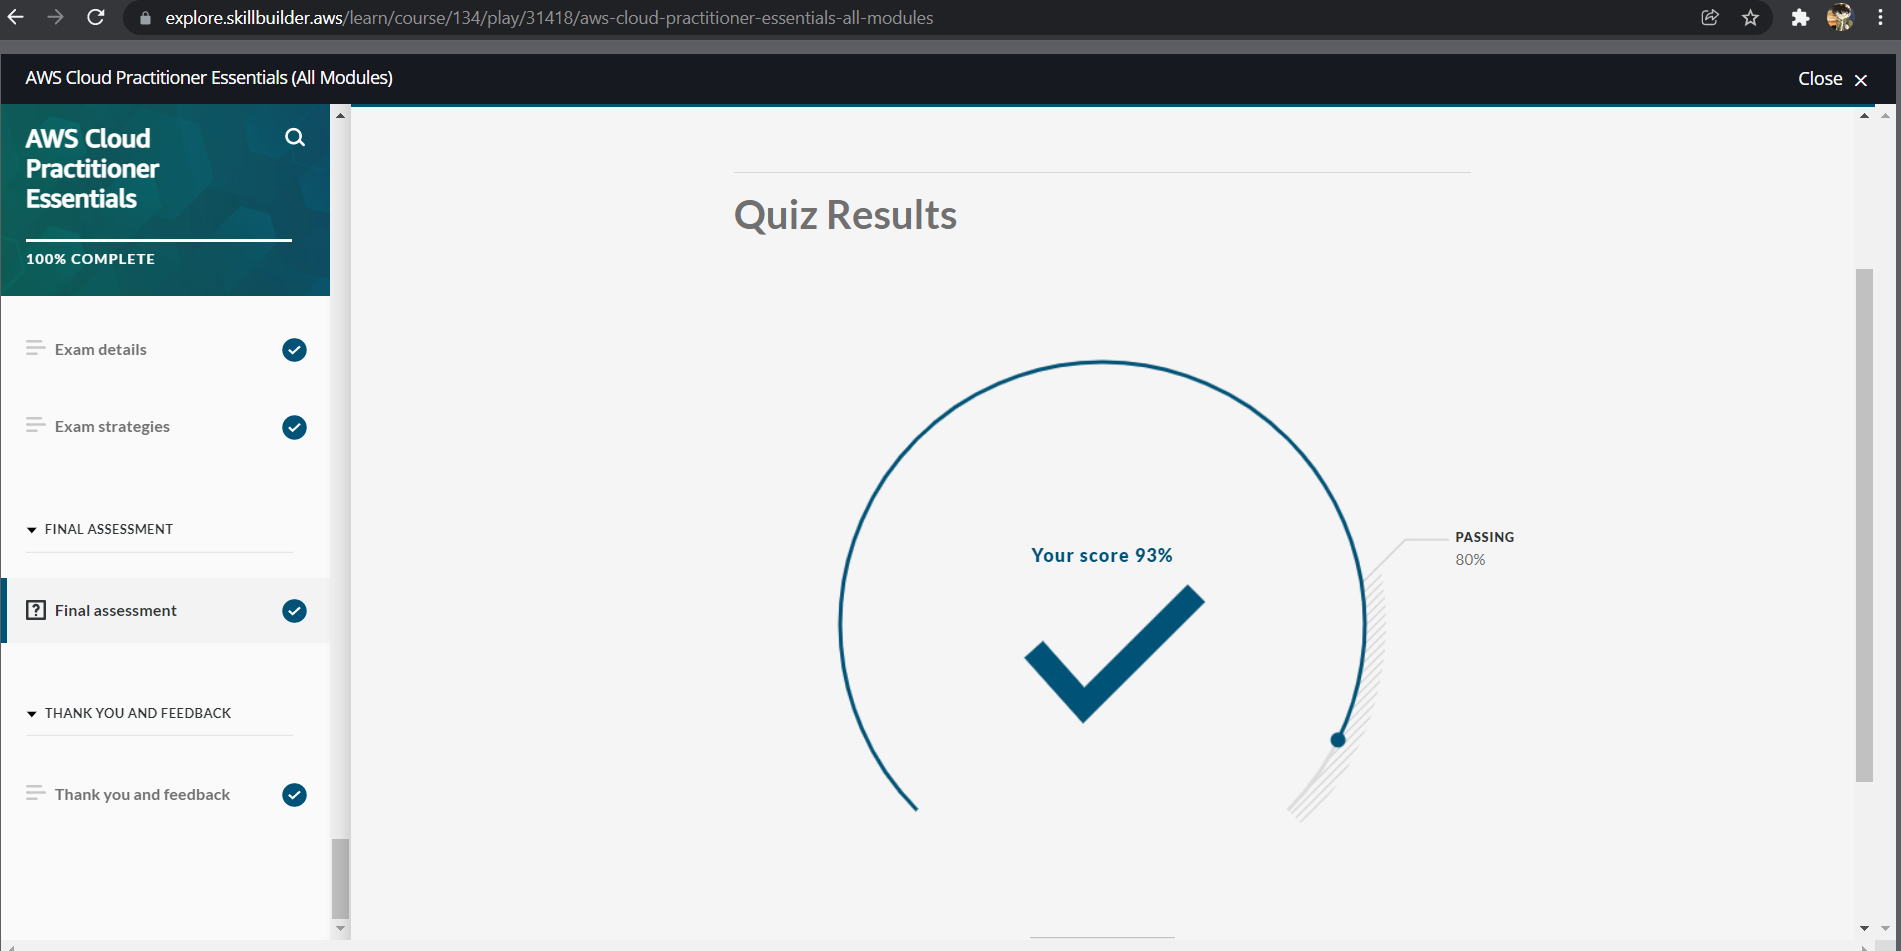 explore.skillbuilder.aws/learn/course/134/play/31418/aws-cloud-practitioner-essentials-all-modules
AWS Cloud Practitioner Essentials (All Modules)
Close
AWS Cloud
Practitioner
Essentials
100% COMPLETE
Exam details
Exam strategies
FINAL ASSESSMENT
Final assessment
THANK YOU AND FEEDBACK
Thank you and feedback
Quiz Results
Your score 93%
PASSING
80%